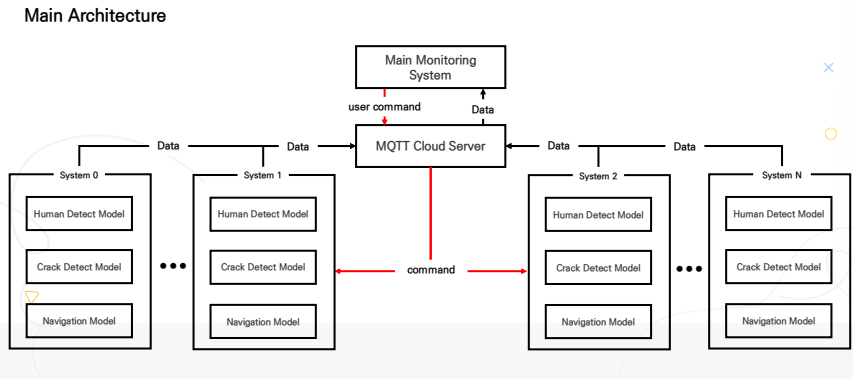 Main Architecture
Main Monitoring
System
user command
Data
MQTT Cloud Server
Data
Data
Data
Data
System 0
System 1
System 2
System N
Human Detect Model
Human Detect Model
Human Detect Model
Human Detect Model
Crack Detect Model
Crack Detect Model
command
Crack Detect Model
Crack Detect Model
Navigation Model
Navigation Model
Navigation Model
Navigation Model